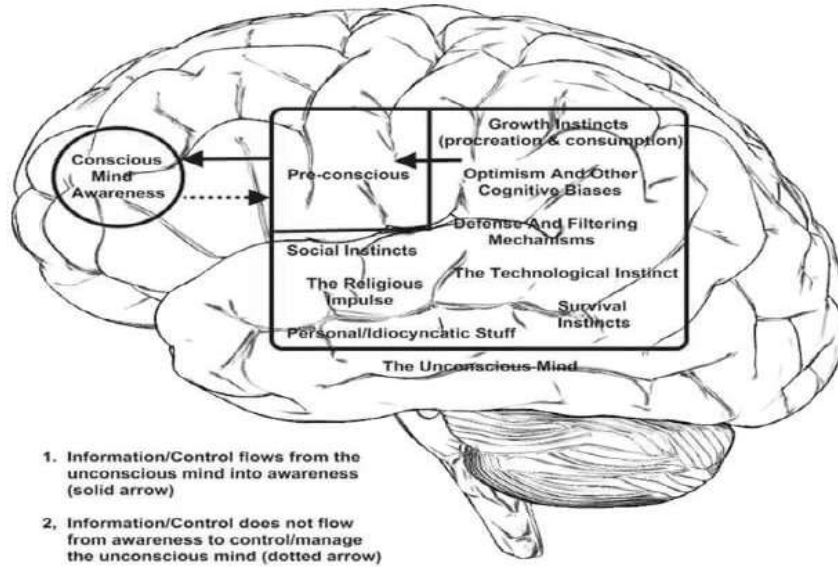 Growth Instincts
(procreation & consumption)
Conscious
Mind
Awareness
Pre-conscious
Optimism And Other
Cognitive Biases
Defense And Filtering
Mechanisms
Social Instincts
The Technological Instinct
The Religious
Impulse
Survival
Instincts
Personal/Idiocyncatic Stuff
The Unconscious Mind
1. Information/Control flows from the
unconscious mind into awareness
(solid arrow)
2, Information/Control does not flow
from awareness to control/manage
the unconscious mind (dotted arrow)